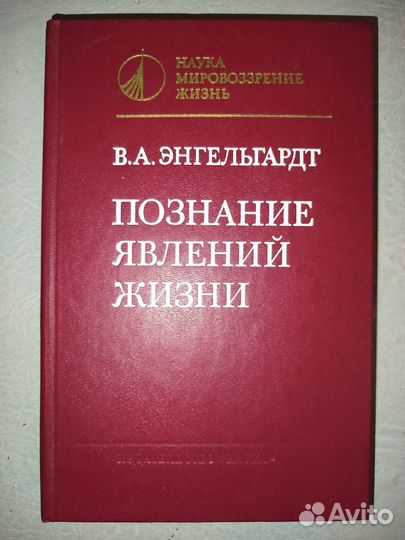 НАУКА
МИРОВОЗЗРЕНИЕ
ЖИЗНЬ
В.А. ЭНГЕЛЬГАРДТ
ПОЗНАНИЕ
ЯВЛЕНИЙ
ЖИЗНИ
Avito